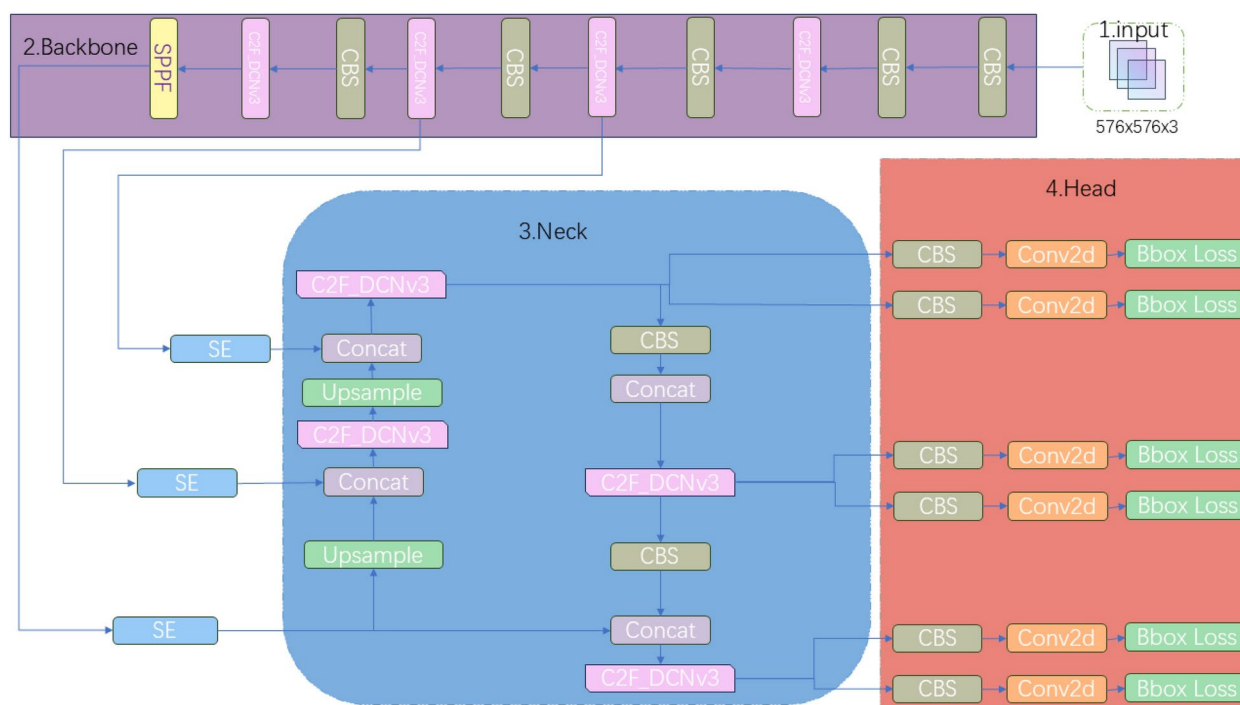 2.Backbone
SPPF
C2F_DCNv3
CBS
C2F_DCNv3
CBS
C2F_DCNv3
CBS
C2F_DCNv3
CBS
CBS
1.input
576x576x3
3.Neck
C2F_DCNv3
SE
Concat
Upsample
C2F_DCNv3
SE
Concat
Upsample
SE
CBS
Concat
C2F_DCNv3
CBS
Concat
C2F_DCNv3
4.Head
CBS Conv2d Bbox Loss
CBS Conv2d Bbox Loss
CBS Conv2d Bbox Loss
CBS Conv2d Bbox Loss
CBS Conv2d Bbox Loss
CBS Conv2d Bbox Loss